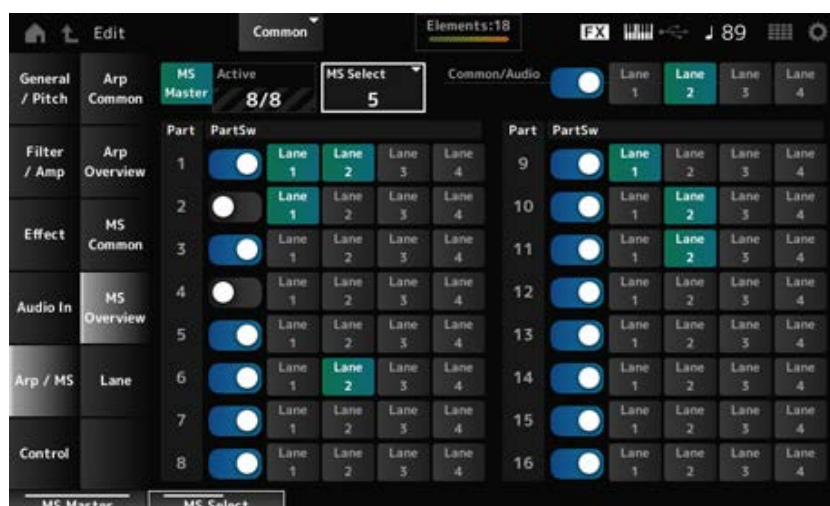 Edit Common Elements:18 FX ♩ 89
General / Pitch
Arp Common
MS Master
Active 8/8
MS Select 5
Common/Audio Lane 1 Lane 2 Lane 3 Lane 4
Part PartSw Part PartSw
Filter / Amp
Arp Overview
Effect
MS Common
Audio In
MS Overview
Arp / MS
Lane
Control
1 Lane 1 Lane 2 Lane 3 Lane 4
2 Lane 1 Lane 2 Lane 3 Lane 4
3 Lane 1 Lane 2 Lane 3 Lane 4
4 Lane 1 Lane 2 Lane 3 Lane 4
5 Lane 1 Lane 2 Lane 3 Lane 4
6 Lane 1 Lane 2 Lane 3 Lane 4
7 Lane 1 Lane 2 Lane 3 Lane 4
8 Lane 1 Lane 2 Lane 3 Lane 4
9 Lane 1 Lane 2 Lane 3 Lane 4
10 Lane 1 Lane 2 Lane 3 Lane 4
11 Lane 1 Lane 2 Lane 3 Lane 4
12 Lane 1 Lane 2 Lane 3 Lane 4
13 Lane 1 Lane 2 Lane 3 Lane 4
14 Lane 1 Lane 2 Lane 3 Lane 4
15 Lane 1 Lane 2 Lane 3 Lane 4
16 Lane 1 Lane 2 Lane 3 Lane 4
MS Master MS Select